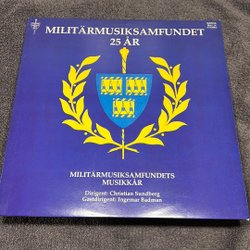 MILITÄRMUSIKSAMFUNDET
25 ÅR
MILITÄRMUSIKSAMFUNDETS
MUSIKKÅR
Dirigent: Christian Sundberg
Gästdirigent: Ingemar Badman